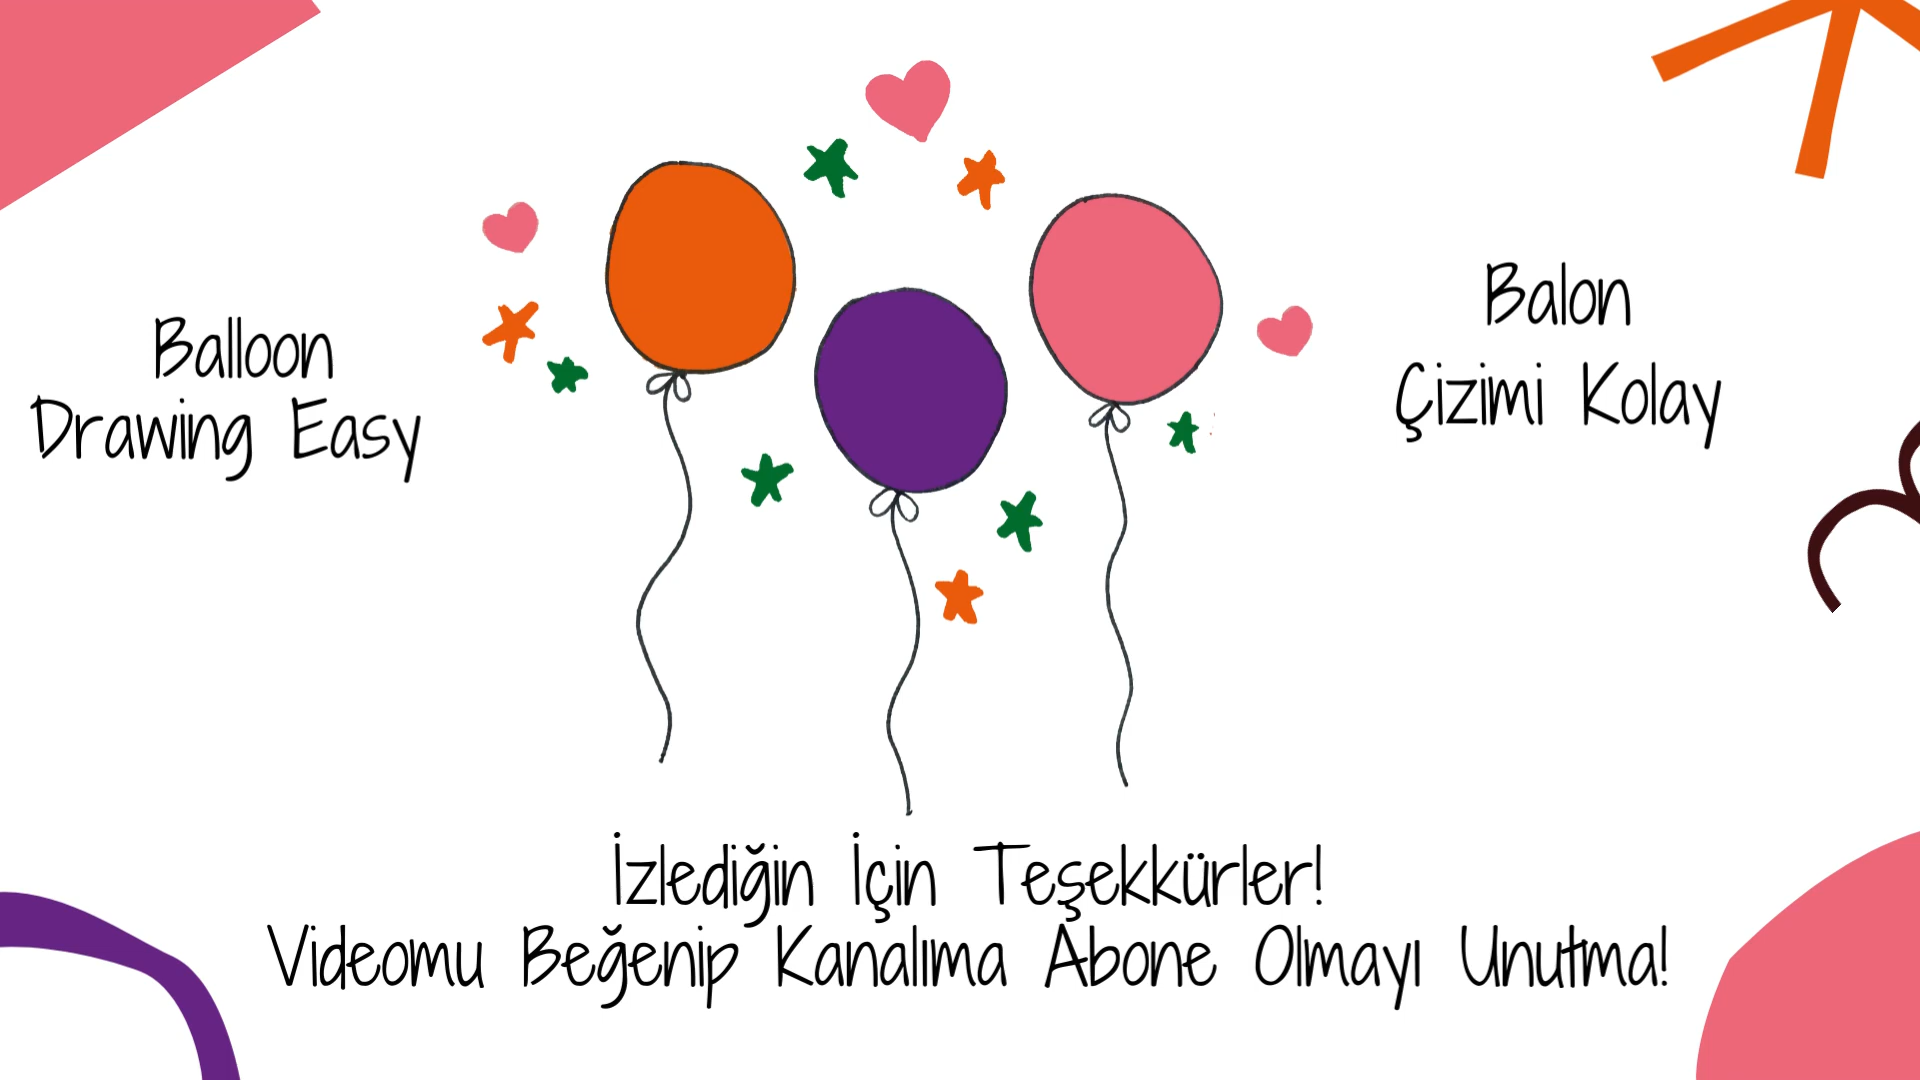 Balloon
Drawing Easy
Balon
Çizimi Kolay
İzlediğin İçin Teşekkürler!
Videomu Beğenip Kanalıma Abone Olmayı Unutma!